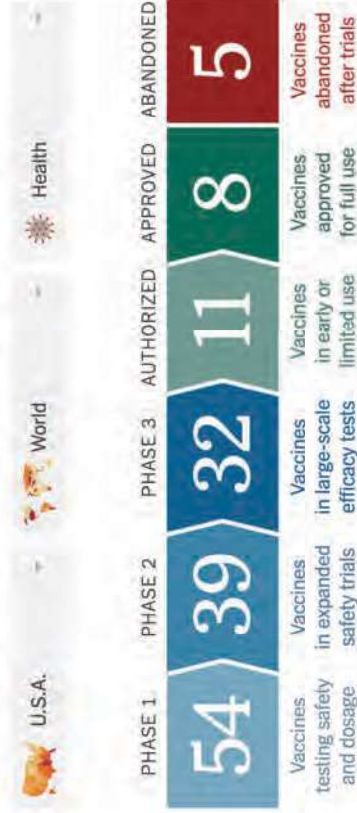 U.S.A.
World
Health
PHASE 1
PHASE 2
PHASE 3
AUTHORIZED
APPROVED
ABANDONED
54
39
32
11
8
5
Vaccines
testing safety
and dosage
Vaccines
in expanded
safety trials
Vaccines
in large-scale
efficacy tests
Vaccines
in early or
limited use
Vaccines
approved
for full use
Vaccines
abandoned
after trials